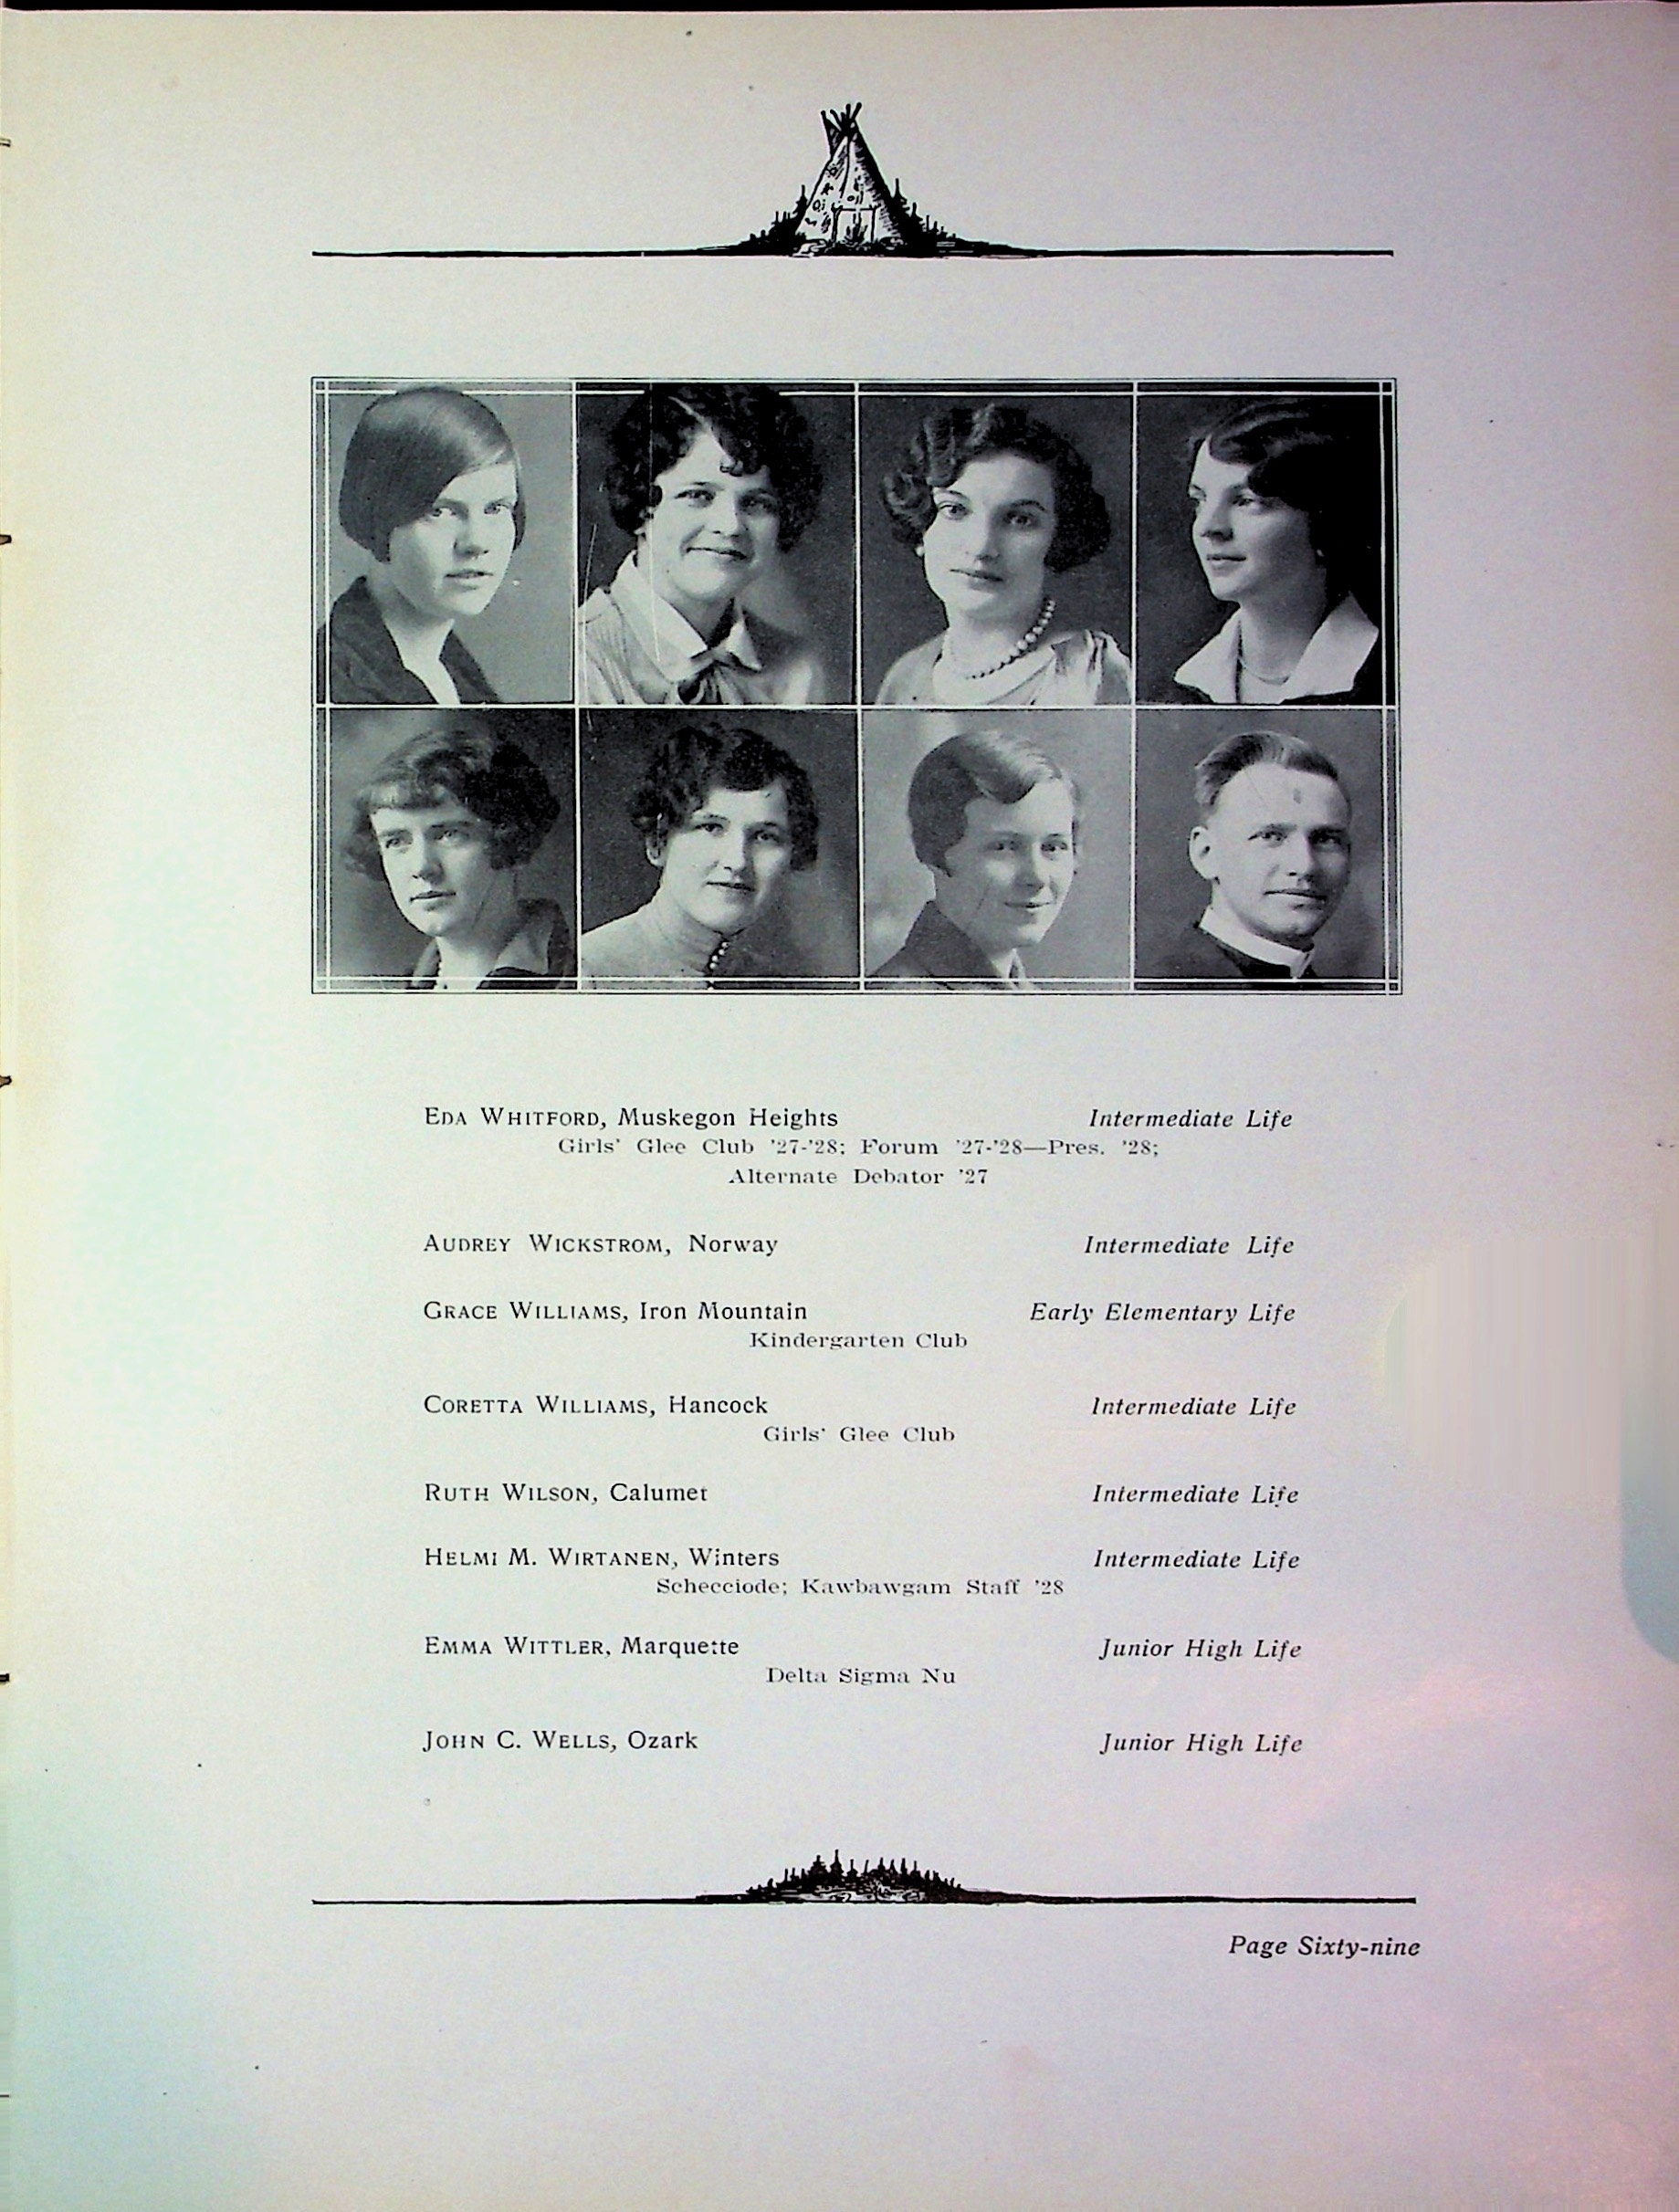 EDA WHITFORD, Muskegon Heights Intermediate Life
Girls' Glee Club '27-'28; Forum '27-'28—Pres. '28;
Alternate Debator '27
AUDREY WICKSTROM, Norway Intermediate Life
GRACE WILLIAMS, Iron Mountain Early Elementary Life
Kindergarten Club
CORETTA WILLIAMS, Hancock Intermediate Life
Girls' Glee Club
RUTH WILSON, Calumet Intermediate Life
HELMI M. WIRTANEN, Winters Intermediate Life
Schecciode; Kawbawgam Staff '28
EMMA WITTLER, Marquette Junior High Life
Delta Sigma Nu
JOHN C. WELLS, Ozark Junior High Life
Page Sixty-nine